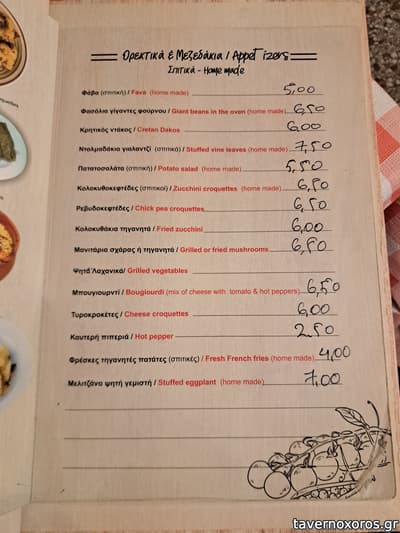 Ορεκτικά & Μεζεδάκια / Appetizers
Σπιτικά - Home made
Φάβα (σπιτική) / Fava (home made) 5,00
Φασόλια γίγαντες φούρνου / Giant beans in the oven (home made) 6,50
Κρητικός ντάκος / Cretan Dakos 6,00
Ντολμαδάκια γιαλαντζί (σπιτικά) / Stuffed vine leaves (home made) 7,50
Πατατοσαλάτα (σπιτική) / Potato salad (home made) 5,50
Κολοκυθοκεφτέδες (σπιτικοί) / Zucchini croquettes (home made) 6,50
Ρεβυθοκεφτέδες / Chick pea croquettes 6,50
Κολοκυθάκια τηγανητά / Fried zucchini 6,00
Μανιτάρια σχάρας ή τηγανητά / Grilled or fried mushrooms 6,50
Ψητά Λαχανικά / Grilled vegetables
Μπουγιουρντί / Bougiourdi (mix of cheese with tomato & hot peppers) 6,50
Τυροκροκέτες / Cheese croquettes 6,00
Καυτερή πιπεριά / Hot pepper 2,50
Φρέσκες τηγανητές πατάτες (σπιτικές) / Fresh French fries (home made) 4,00
Μελιτζάνα ψητή γεμιστή / Stuffed eggplant (home made) 7,00
tavernoxoros.gr